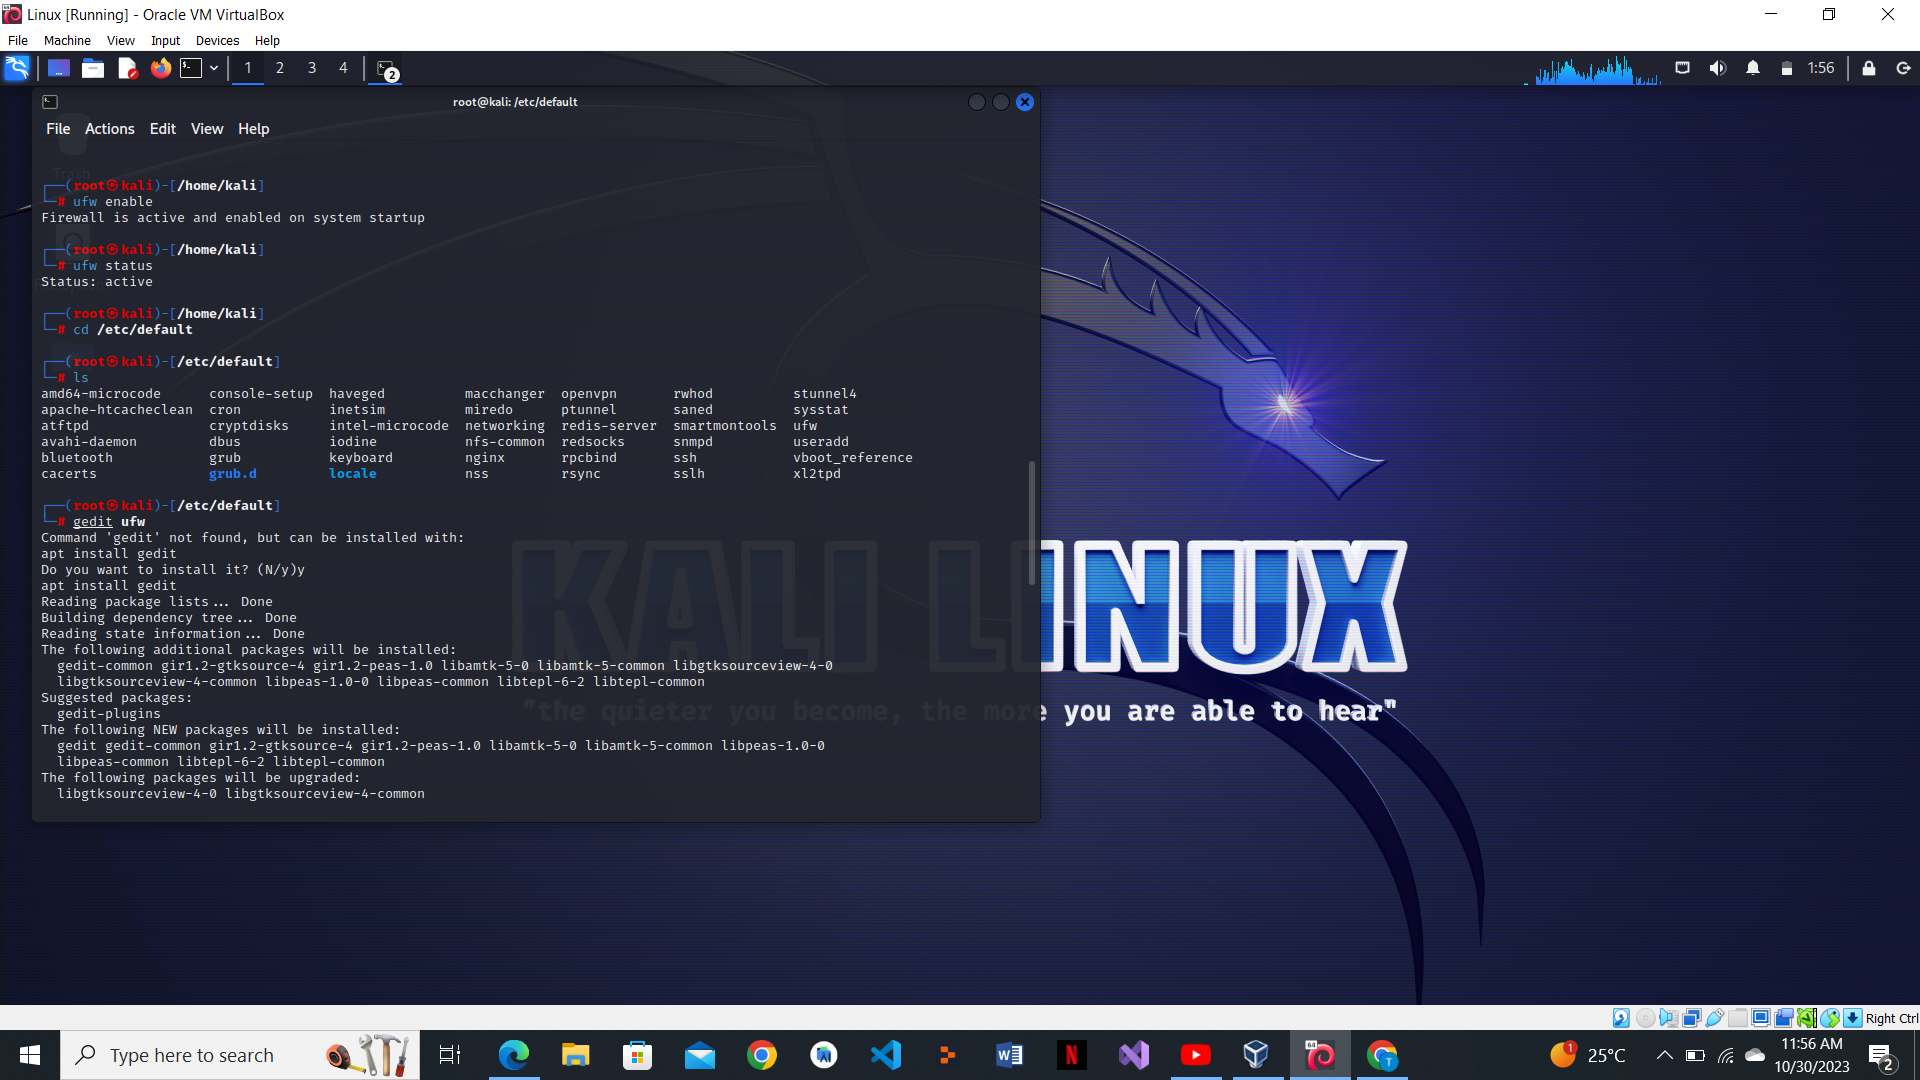 Linux [Running] - Oracle VM VirtualBox
File Machine View Input Devices Help
1 2 3 4 2 1:56
root@kali: /etc/default
File Actions Edit View Help
Trash
┌──(root㉿kali)-[/home/kali]
└─# ufw enable
Firewall is active and enabled on system startup
┌──(root㉿kali)-[/home/kali]
└─# ufw status
Status: active
┌──(root㉿kali)-[/home/kali]
└─# cd /etc/default
┌──(root㉿kali)-[/etc/default]
└─# ls
amd64-microcode console-setup haveged macchanger openvpn rwhod stunnel4
apache-htcacheclean cron inetsim miredo ptunnel saned sysstat
atftpd cryptdisks intel-microcode networking redis-server smartmontools ufw
avahi-daemon dbus iodine nfs-common redsocks snmpd useradd
bluetooth grub keyboard nginx rpcbind ssh vboot_reference
cacerts grub.d locale nss rsync sslh xl2tpd
┌──(root㉿kali)-[/etc/default]
└─# gedit ufw
Command 'gedit' not found, but can be installed with:
apt install gedit
Do you want to install it? (N/y)y
apt install gedit
Reading package lists... Done
Building dependency tree... Done
Reading state information... Done
The following additional packages will be installed:
gedit-common gir1.2-gtksource-4 gir1.2-peas-1.0 libamtk-5-0 libamtk-5-common libgtksourceview-4-0
libgtksourceview-4-common libpeas-1.0-0 libpeas-common libtepl-6-2 libtepl-common
Suggested packages:
gedit-plugins
The following NEW packages will be installed:
gedit gedit-common gir1.2-gtksource-4 gir1.2-peas-1.0 libamtk-5-0 libamtk-5-common libpeas-1.0-0
libpeas-common libtepl-6-2 libtepl-common
The following packages will be upgraded:
libgtksourceview-4-0 libgtksourceview-4-common
KALI LINUX
"the quieter you become, the more you are able to hear"
Right Ctrl
Type here to search
1 25°C
11:56 AM
10/30/2023
2